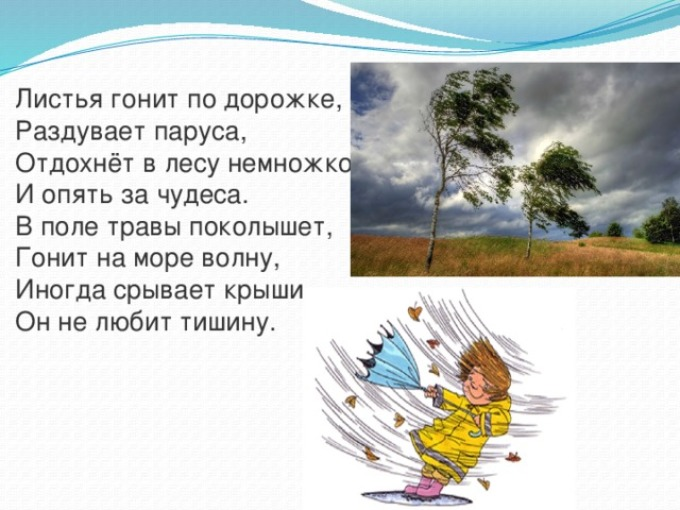 Листья гонит по дорожке,
Раздувает паруса,
Отдохнёт в лесу немножко
И опять за чудеса.
В поле травы поколышет,
Гонит на море волну,
Иногда срывает крыши
Он не любит тишину.